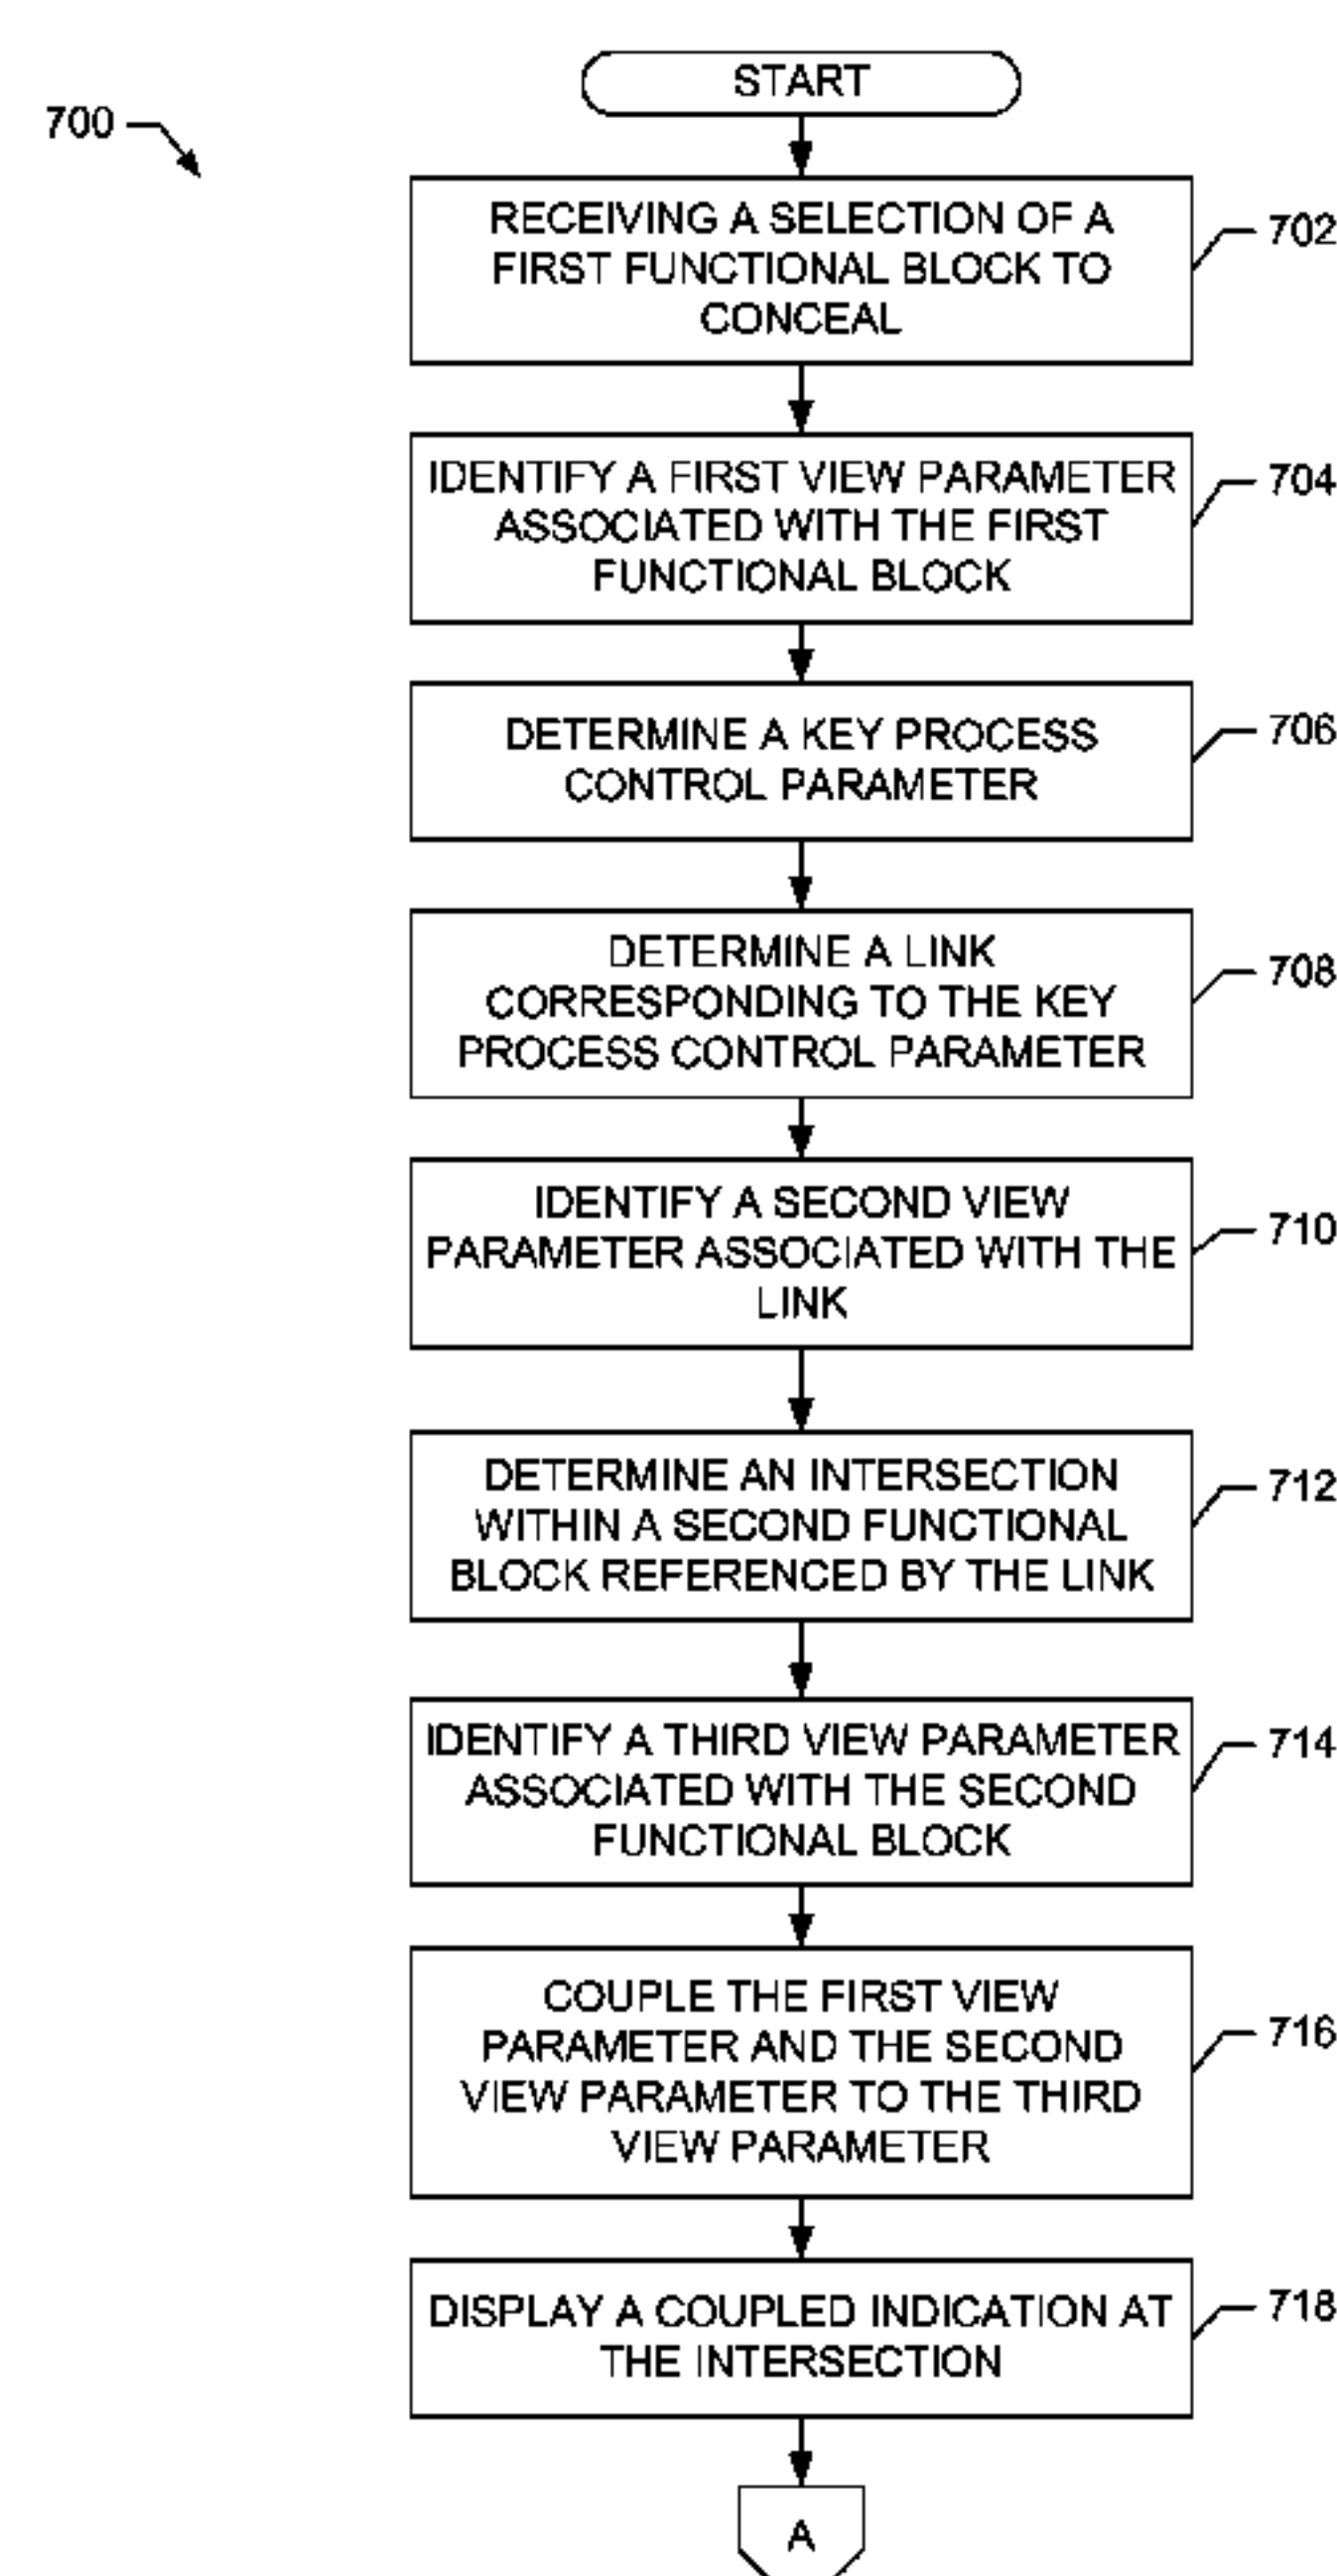 START
700
RECEIVING A SELECTION OF A
FIRST FUNCTIONAL BLOCK TO
CONCEAL
702
IDENTIFY A FIRST VIEW PARAMETER
ASSOCIATED WITH THE FIRST
FUNCTIONAL BLOCK
704
DETERMINE A KEY PROCESS
CONTROL PARAMETER
706
DETERMINE A LINK
CORRESPONDING TO THE KEY
PROCESS CONTROL PARAMETER
708
IDENTIFY A SECOND VIEW
PARAMETER ASSOCIATED WITH THE
LINK
710
DETERMINE AN INTERSECTION
WITHIN A SECOND FUNCTIONAL
BLOCK REFERENCED BY THE LINK
712
IDENTIFY A THIRD VIEW PARAMETER
ASSOCIATED WITH THE SECOND
FUNCTIONAL BLOCK
714
COUPLE THE FIRST VIEW
PARAMETER AND THE SECOND
VIEW PARAMETER TO THE THIRD
VIEW PARAMETER
716
DISPLAY A COUPLED INDICATION AT
THE INTERSECTION
718
A